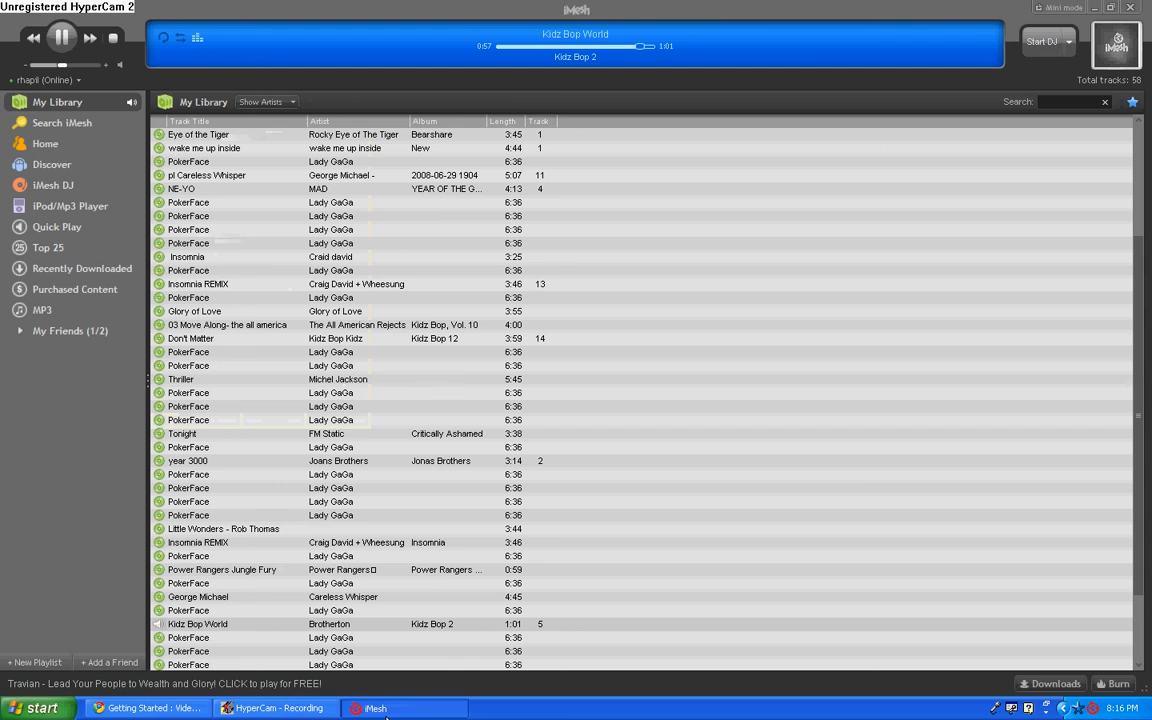 Unregistered HyperCam 2
iMesh
Mini mode
Kidz Bop World
0:57 1:01
Kidz Bop 2
Start DJ
iMesh
rhapil (Online)
Total tracks: 58
My Library
Search iMesh
Home
Discover
iMesh DJ
iPod/Mp3 Player
Quick Play
25 Top 25
Recently Downloaded
Purchased Content
MP3
My Friends (1/2)
+ New Playlist + Add a Friend
My Library Show Artists Search:
Track Title Artist Album Length Track
Eye of the Tiger Rocky Eye of The Tiger Bearshare 3:45 1
wake me up inside wake me up inside New 4:44 1
PokerFace Lady GaGa 6:36
pl Careless Whisper George Michael - 2008-06-29 1904 5:07 11
NE-YO MAD YEAR OF THE G... 4:13 4
PokerFace Lady GaGa 6:36
PokerFace Lady GaGa 6:36
PokerFace Lady GaGa 6:36
PokerFace Lady GaGa 6:36
Insomnia Craid david 3:25
PokerFace Lady GaGa 6:36
Insomnia REMIX Craig David + Wheesung 3:46 13
PokerFace Lady GaGa 6:36
Glory of Love Glory of Love 3:55
03 Move Along- the all america The All American Rejects Kidz Bop, Vol. 10 4:00
Don't Matter Kidz Bop Kidz Kidz Bop 12 3:59 14
PokerFace Lady GaGa 6:36
PokerFace Lady GaGa 6:36
Thriller Michel Jackson 5:45
PokerFace Lady GaGa 6:36
PokerFace Lady GaGa 6:36
PokerFace Lady GaGa 6:36
Tonight FM Static Critically Ashamed 3:38
PokerFace Lady GaGa 6:36
year 3000 Joans Brothers Jonas Brothers 3:14 2
PokerFace Lady GaGa 6:36
PokerFace Lady GaGa 6:36
PokerFace Lady GaGa 6:36
PokerFace Lady GaGa 6:36
Little Wonders - Rob Thomas 3:44
Insomnia REMIX Craig David + Wheesung Insomnia 3:46
PokerFace Lady GaGa 6:36
Power Rangers Jungle Fury Power Rangers Power Rangers ... 0:59
PokerFace Lady GaGa 6:36
George Michael Careless Whisper 4:45
PokerFace Lady GaGa 6:36
Kidz Bop World Brotherton Kidz Bop 2 1:01 5
PokerFace Lady GaGa 6:36
PokerFace Lady GaGa 6:36
PokerFace Lady GaGa 6:36
Travian - Lead Your People to Wealth and Glory! CLICK to play for FREE! Downloads Burn
start Getting Started : Vide... HyperCam - Recording iMesh 8:16 PM